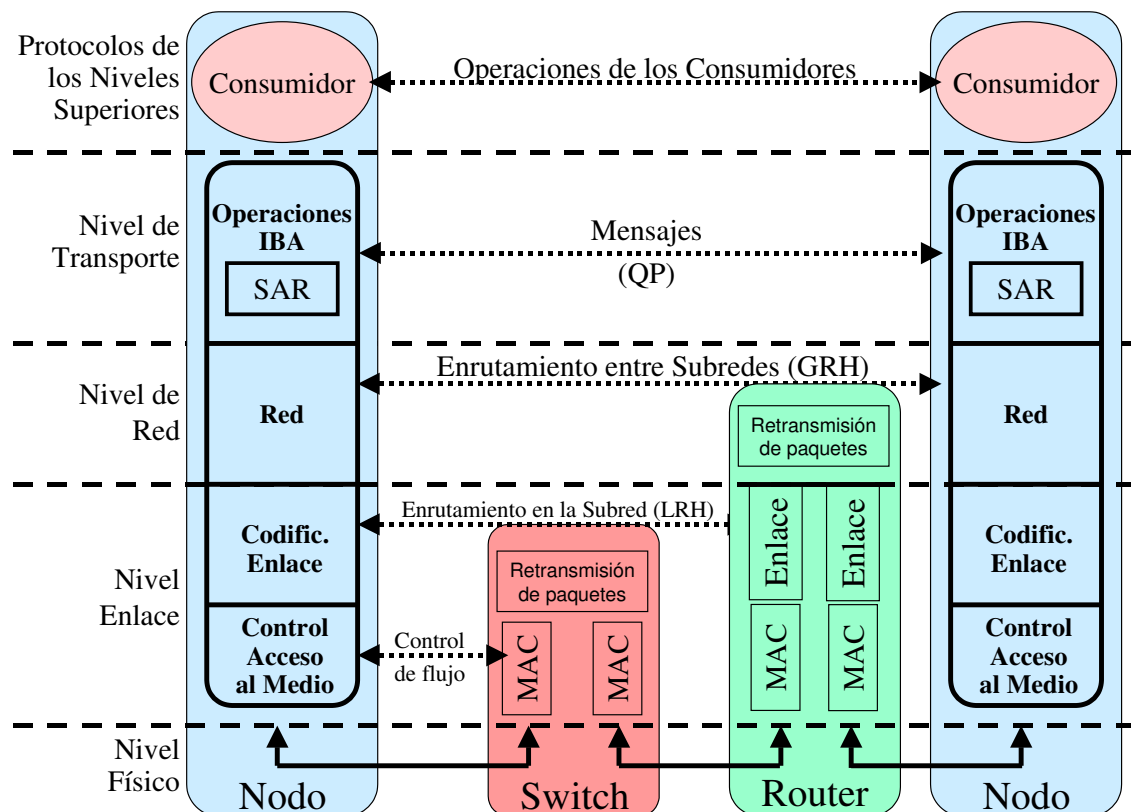 Protocolos de
los Niveles
Superiores
Consumidor
Operaciones de los Consumidores
Consumidor
Nivel de
Transporte
Operaciones
IBA
SAR
Mensajes
(QP)
Operaciones
IBA
SAR
Nivel de
Red
Red
Enrutamiento entre Subredes (GRH)
Retransmisión
de paquetes
Red
Nivel
Enlace
Codific.
Enlace
Enrutamiento en la Subred (LRH)
Retransmisión
de paquetes
Enlace
Enlace
Codific.
Enlace
Control
Acceso
al Medio
Control
de flujo
MAC
MAC
MAC
MAC
Control
Acceso
al Medio
Nivel
Físico
Nodo
Switch
Router
Nodo